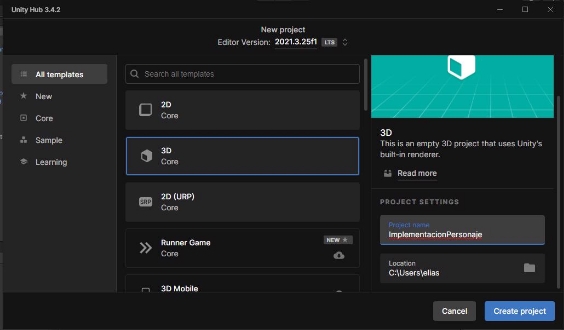 Unity Hub 3.4.2
New project
Editor Version: 2021.3.25f1 LTS
All templates
New
Core
Sample
Learning
Search all templates
2D
Core
3D
Core
SRP
2D (URP)
Core
Runner Game
Core
NEW
3D Mobile
3D
This is an empty 3D project that uses Unity's
built-in renderer.
Read more
PROJECT SETTINGS
Project name
ImplementacionPersonaje
Location
C:\Users\elias
Cancel
Create project